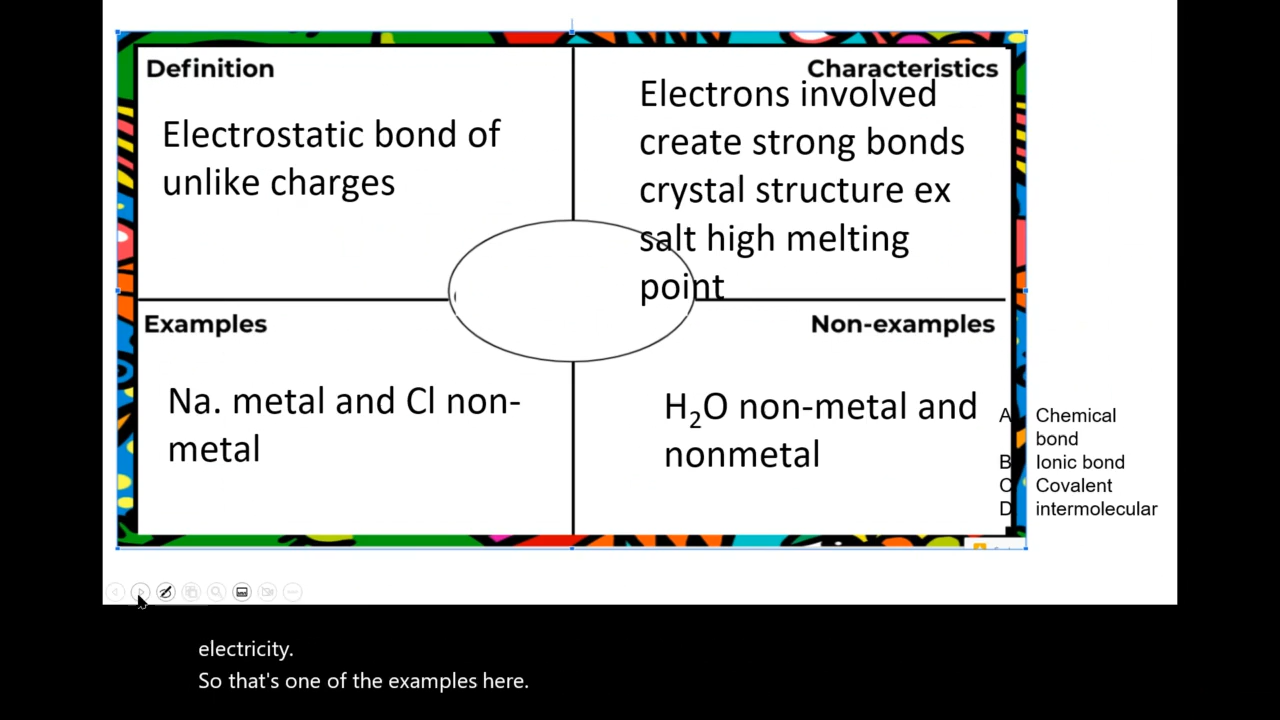 Definition
Electrostatic bond of
unlike charges
Characteristics
Electrons involved
create strong bonds
crystal structure ex
salt high melting
point
Examples
Na. metal and Cl non-
metal
Non-examples
H₂O non-metal and
nonmetal
A Chemical
bond
B Ionic bond
C Covalent
D intermolecular
electricity.
So that's one of the examples here.